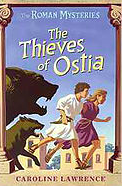 The ROMAN MYSTERIES
The Thieves
of Ostia
CAROLINE LAWRENCE